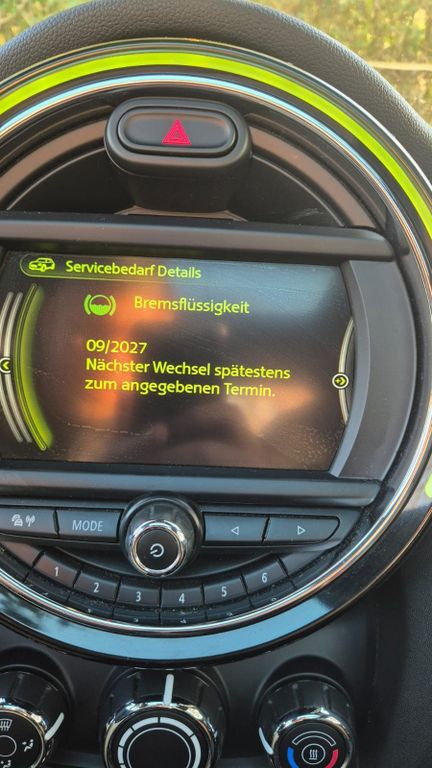 Servicebedarf Details
Bremsflüssigkeit
09/2027
Nächster Wechsel spätestens
zum angegebenen Termin.
MODE
1 2 3 4 5 6